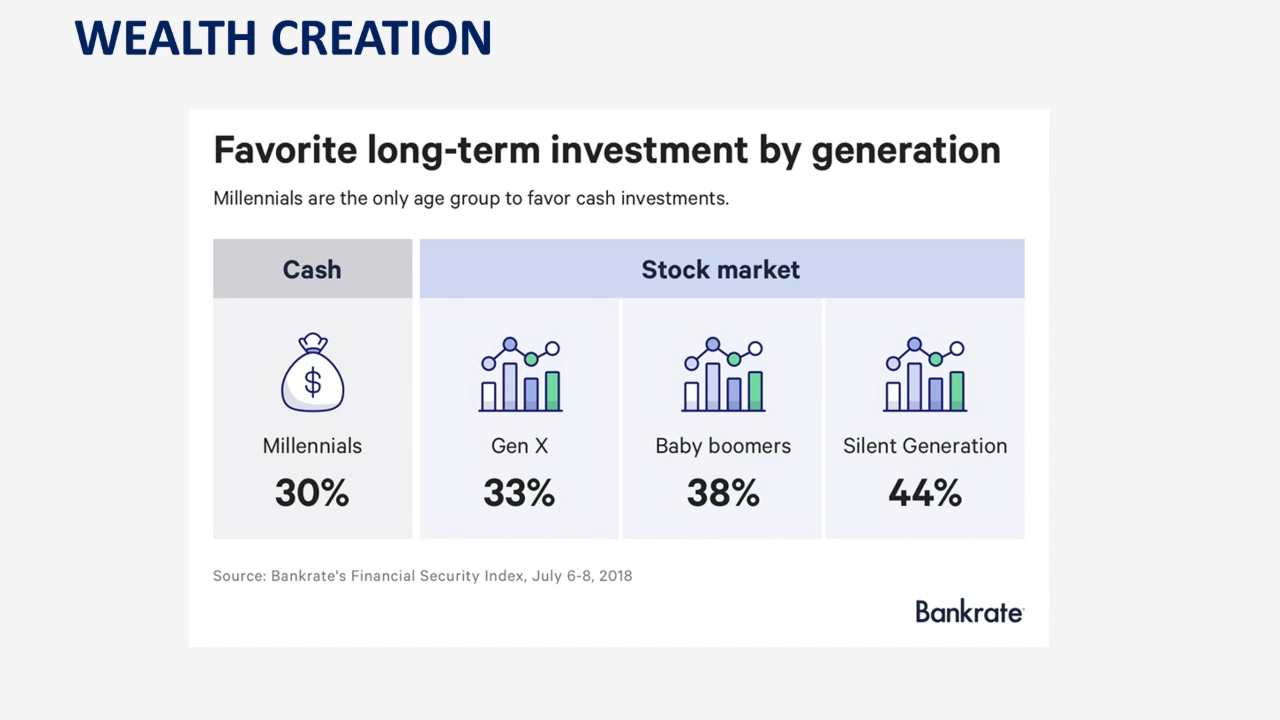 WEALTH CREATION
Favorite long-term investment by generation
Millennials are the only age group to favor cash investments.
Cash
Stock market
$
Millennials
Gen X
Baby boomers
Silent Generation
30%
33%
38%
44%
Source: Bankrate's Financial Security Index, July 6-8, 2018
Bankrate